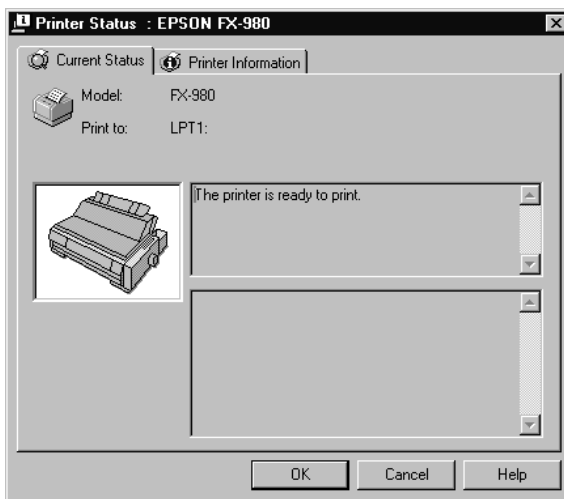 Printer Status : EPSON FX-980
Current Status Printer Information
Model: FX-980
Print to: LPT1:
The printer is ready to print.
OK Cancel Help